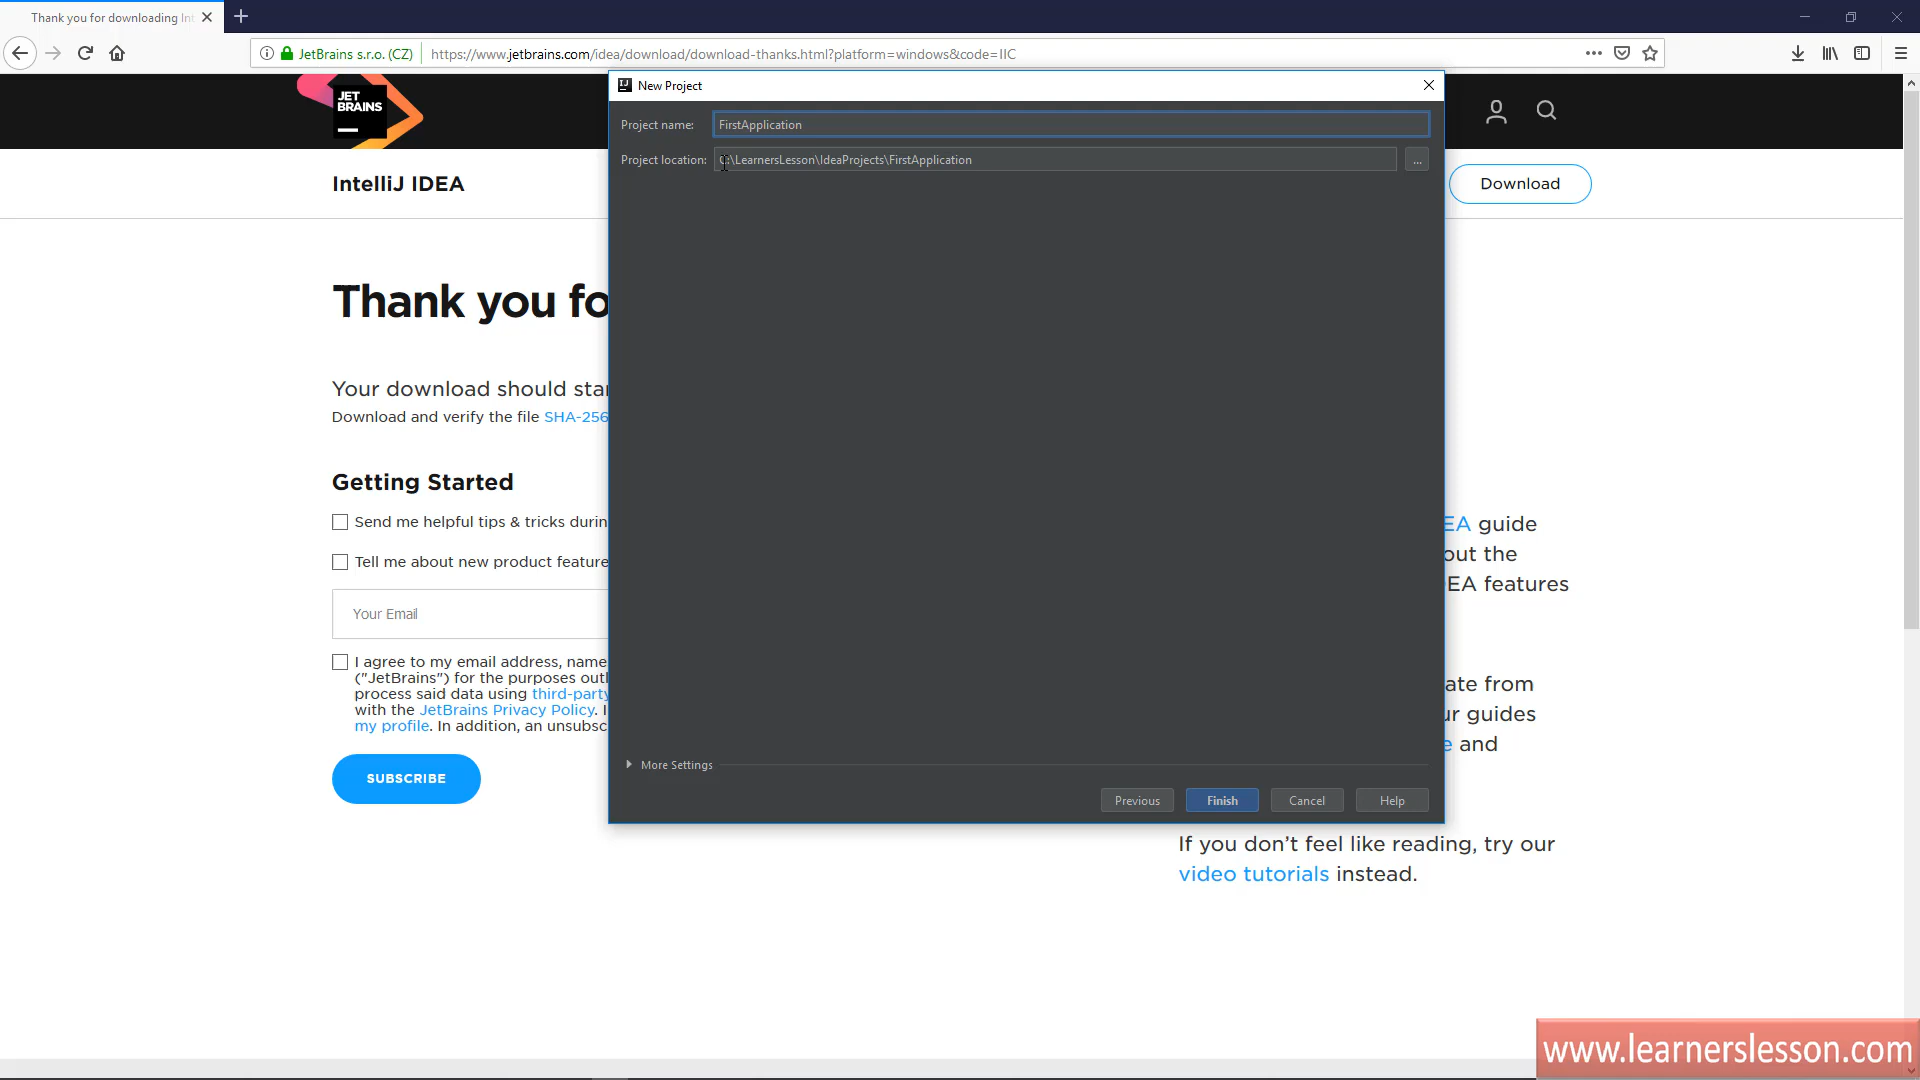 Thank you for downloading Int
JetBrains s.r.o. (CZ)
https://www.jetbrains.com/idea/download/download-thanks.html?platform=windows&code=IIC
JET
BRAINS
New Project
Project name:
FirstApplication
Project location:
C:\LearnersLesson\IdeaProjects\FirstApplication
...
IntelliJ IDEA
Download
Thank you fo
Your download should star
Download and verify the file SHA-256
Getting Started
Send me helpful tips & tricks durin
Tell me about new product feature
Your Email
I agree to my email address, name
("JetBrains") for the purposes outl
process said data using third-party
with the JetBrains Privacy Policy. I
my profile. In addition, an unsubsc
SUBSCRIBE
EA guide
out the
DEA features
ate from
ur guides
e and
If you don't feel like reading, try our
video tutorials instead.
More Settings
Previous
Finish
Cancel
Help
www.learnerslesson.com